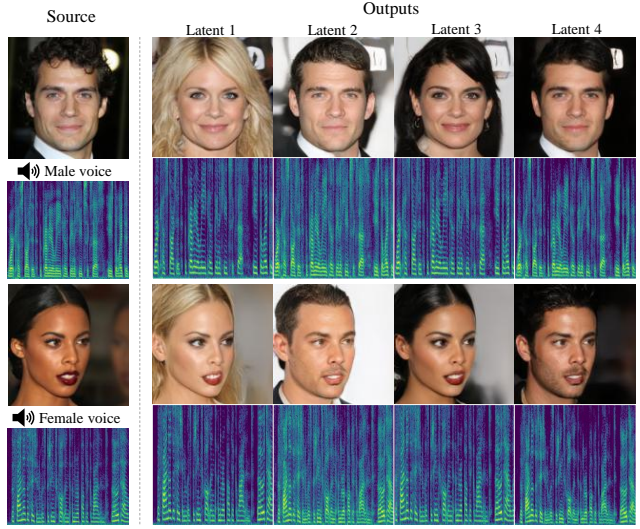 Source
Outputs
Latent 1
Latent 2
Latent 3
Latent 4
Male voice
Female voice